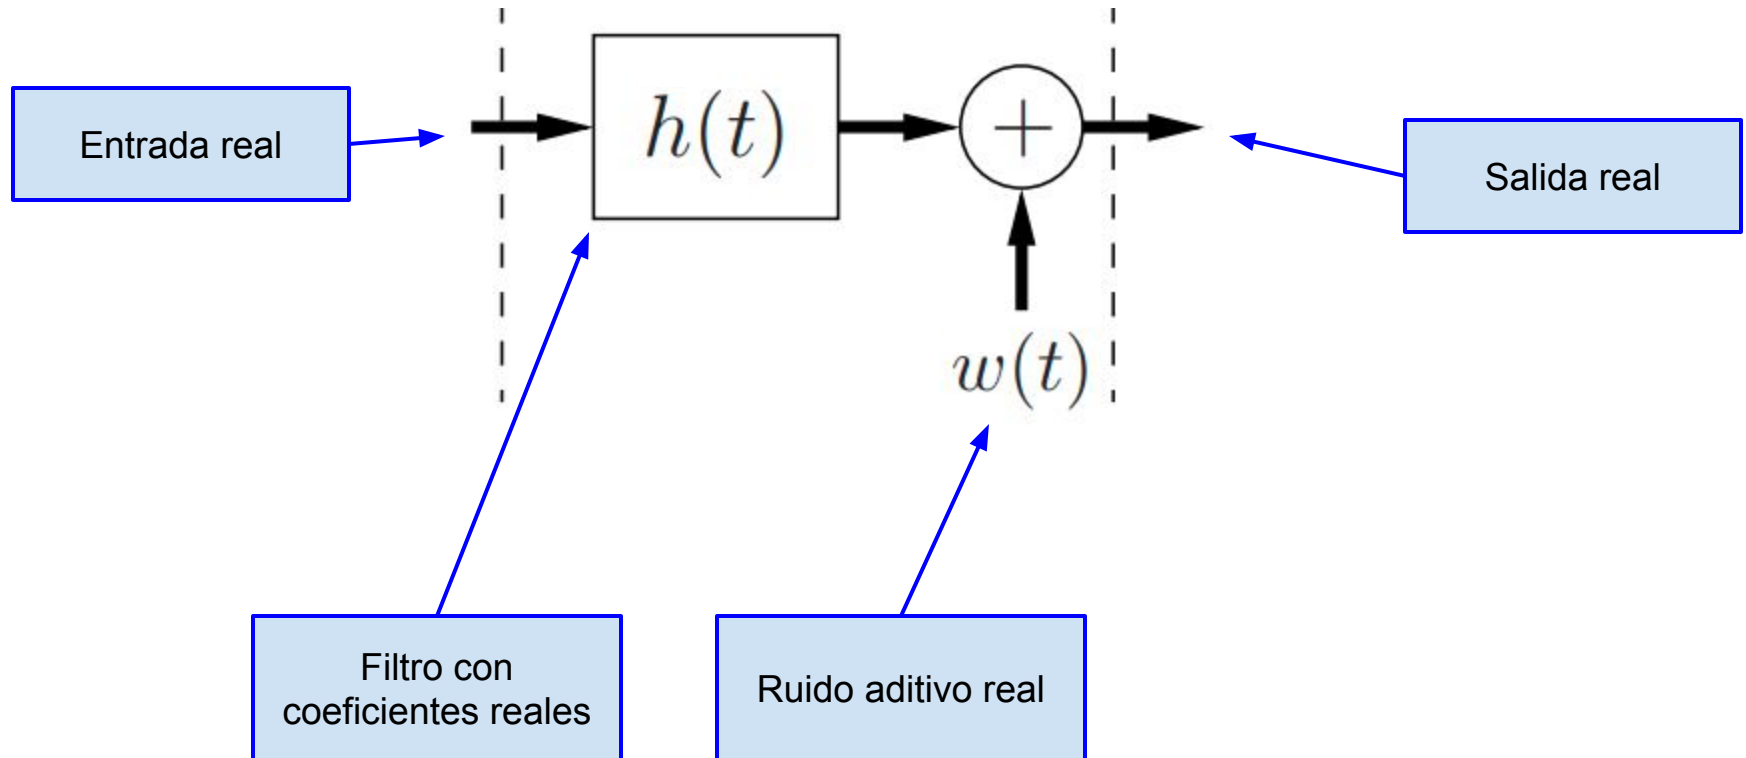 Entrada real
h(t)
+
Salida real
w(t)
Filtro con
coeficientes reales
Ruido aditivo real